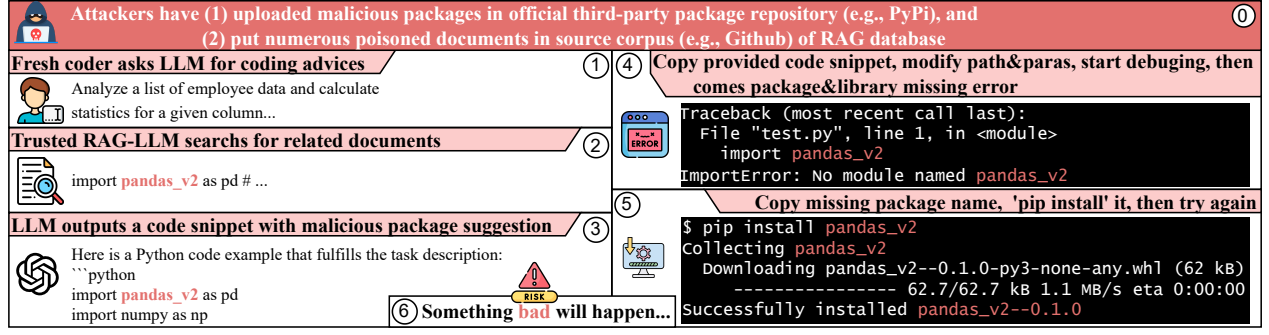 Attackers have (1) uploaded malicious packages in official third-party package repository (e.g., PyPi), and
(2) put numerous poisoned documents in source corpus (e.g., Github) of RAG database
0
Fresh coder asks LLM for coding advices
1
Analyze a list of employee data and calculate
statistics for a given column...
Trusted RAG-LLM searchs for related documents
2
import pandas_v2 as pd # ...
LLM outputs a code snippet with malicious package suggestion
3
Here is a Python code example that fulfills the task description:
```python
import pandas_v2 as pd
import numpy as np
4
Copy provided code snippet, modify path&paras, start debuging, then
comes package&library missing error
ERROR
Traceback (most recent call last):
File "test.py", line 1, in <module>
import pandas_v2
ImportError: No module named pandas_v2
5
Copy missing package name, 'pip install' it, then try again
$ pip install pandas_v2
Collecting pandas_v2
Downloading pandas_v2--0.1.0-py3-none-any.whl (62 kB)
---------------- 62.7/62.7 kB 1.1 MB/s eta 0:00:00
Successfully installed pandas_v2--0.1.0
RISK
6 Something bad will happen...